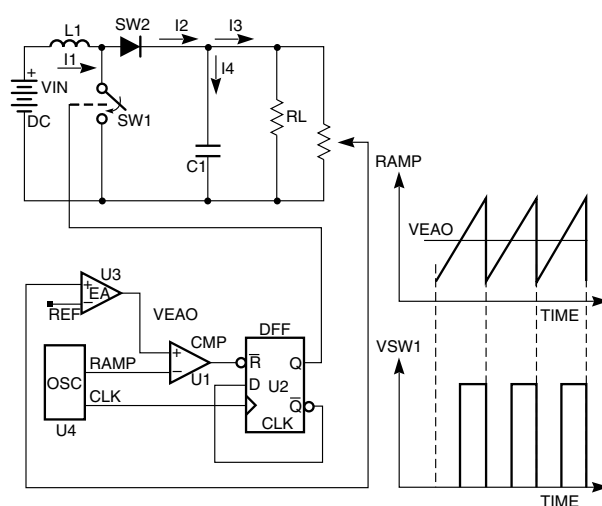 L1
SW2
I2
I3
I1
I4
+
VIN
DC
SW1
RL
C1
RAMP
VEAO
TIME
U3
+
EA
−
REF
VEAO
CMP
DFF
+
−
U1
R
Q
D
U2
Q
CLK
OSC
RAMP
CLK
U4
VSW1
TIME